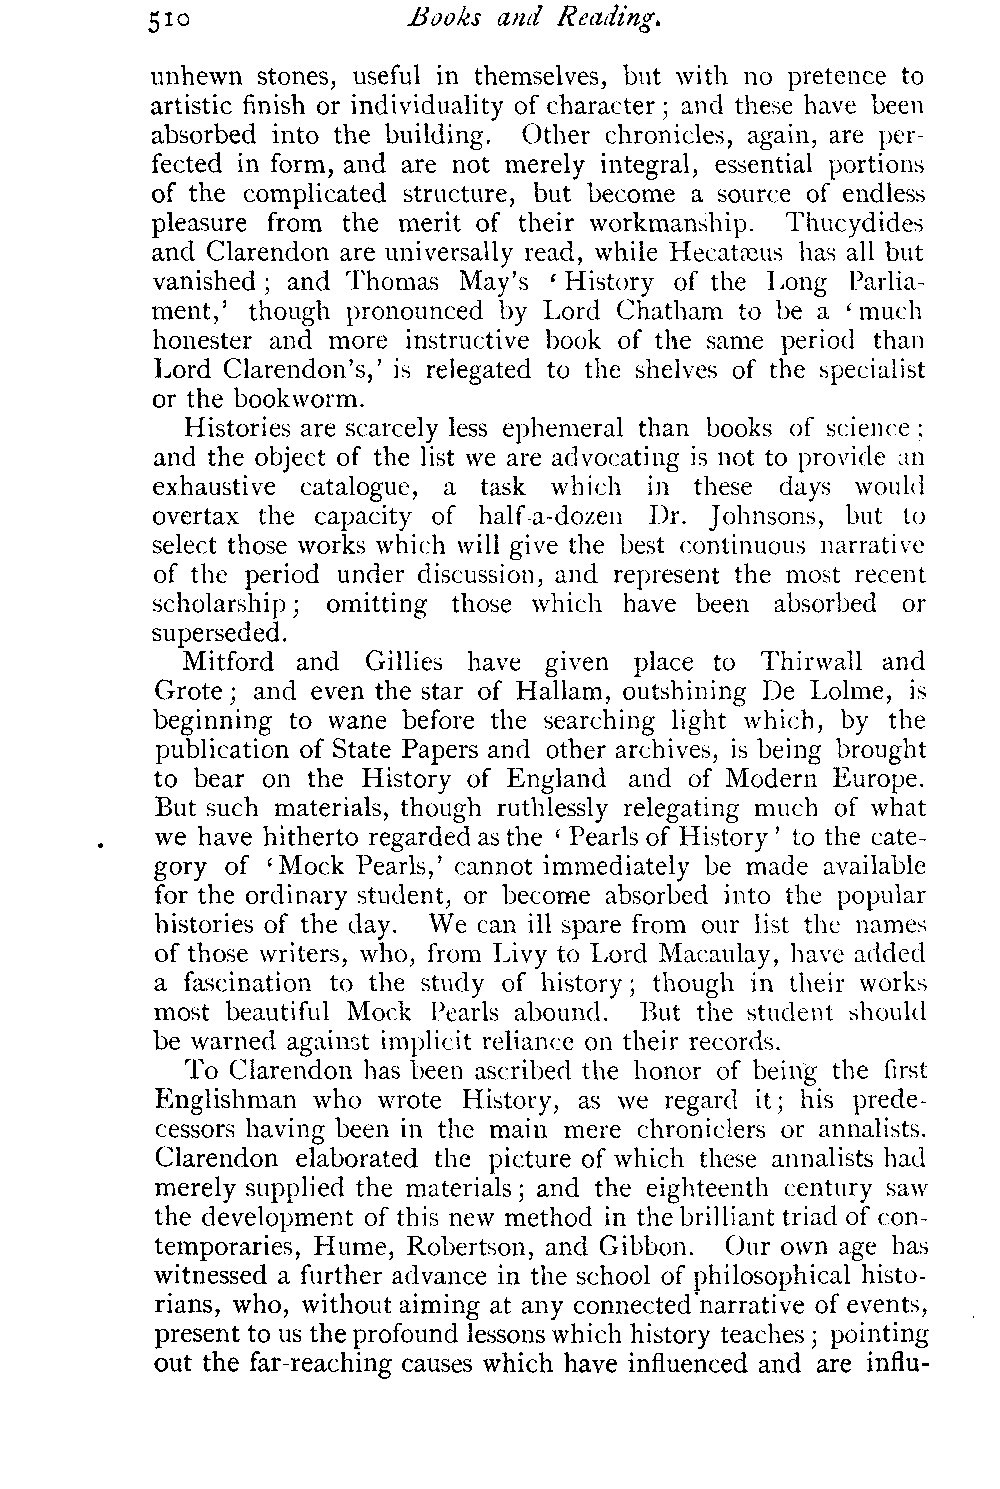 510 Books and Reading.
unhewn stones, useful in themselves, but with no pretence to
artistic finish or individuality of character ; and these have been
absorbed into the building. Other chronicles, again, are per-
fected in form, and are not merely integral, essential portions
of the complicated structure, but become a source of endless
pleasure from the merit of their workmanship. Thucydides
and Clarendon are universally read, while Hecatæus has all but
vanished ; and Thomas May's ‘ History of the Long Parlia-
ment,’ though pronounced by Lord Chatham to be a ‘ much
honester and more instructive book of the same period than
Lord Clarendon's,’ is relegated to the shelves of the specialist
or the bookworm.
Histories are scarcely less ephemeral than books of science ;
and the object of the list we are advocating is not to provide an
exhaustive catalogue, a task which in these days would
overtax the capacity of half-a-dozen Dr. Johnsons, but to
select those works which will give the best continuous narrative
of the period under discussion, and represent the most recent
scholarship ; omitting those which have been absorbed or
superseded.
Mitford and Gillies have given place to Thirwall and
Grote ; and even the star of Hallam, outshining De Lolme, is
beginning to wane before the searching light which, by the
publication of State Papers and other archives, is being brought
to bear on the History of England and of Modern Europe.
But such materials, though ruthlessly relegating much of what
we have hitherto regarded as the ‘ Pearls of History ’ to the cate-
gory of ‘ Mock Pearls,’ cannot immediately be made available
for the ordinary student, or become absorbed into the popular
histories of the day. We can ill spare from our list the names
of those writers, who, from Livy to Lord Macaulay, have added
a fascination to the study of history ; though in their works
most beautiful Mock Pearls abound. But the student should
be warned against implicit reliance on their records.
To Clarendon has been ascribed the honor of being the first
Englishman who wrote History, as we regard it ; his prede-
cessors having been in the main mere chroniclers or annalists.
Clarendon elaborated the picture of which these annalists had
merely supplied the materials ; and the eighteenth century saw
the development of this new method in the brilliant triad of con-
temporaries, Hume, Robertson, and Gibbon. Our own age has
witnessed a further advance in the school of philosophical histo-
rians, who, without aiming at any connected narrative of events,
present to us the profound lessons which history teaches ; pointing
out the far-reaching causes which have influenced and are influ-